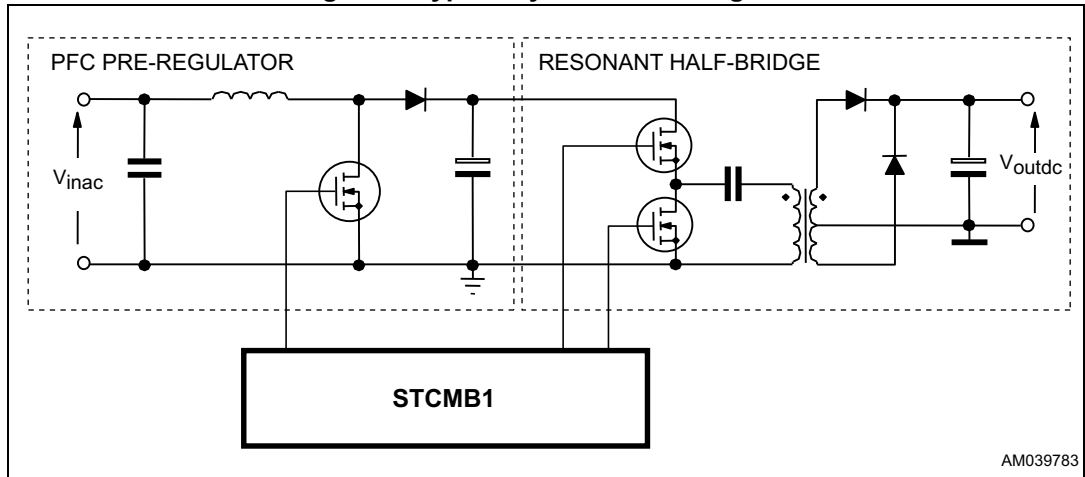 PFC PRE-REGULATOR
RESONANT HALF-BRIDGE
Vinac
Voutdc
STCMB1
AM039783